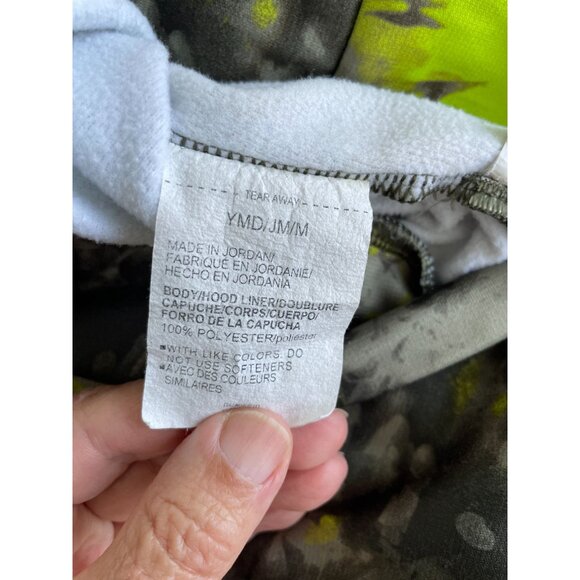 TEAR AWAY
YMD/JM/M
MADE IN JORDAN/
FABRIQUÉ EN JORDANIE/
HECHO EN JORDANIA
BODY/HOOD LINER/DOUBLURE
CAPUCHE/CORPS/CUERPO/
FORRO DE LA CAPUCHA
100% POLYESTER/poliester
▪WITH LIKE COLORS. DO
NOT USE SOFTENERS
▪AVEC DES COULEURS
SIMILAIRES